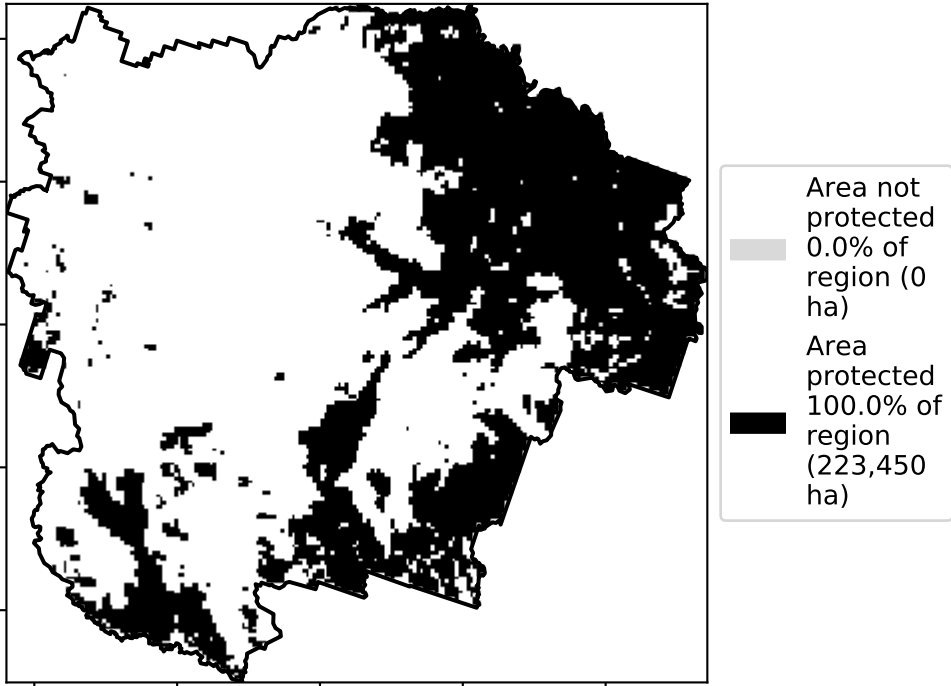 Area not
protected
0.0% of
region (0
ha)
Area
protected
100.0% of
region
(223,450
ha)